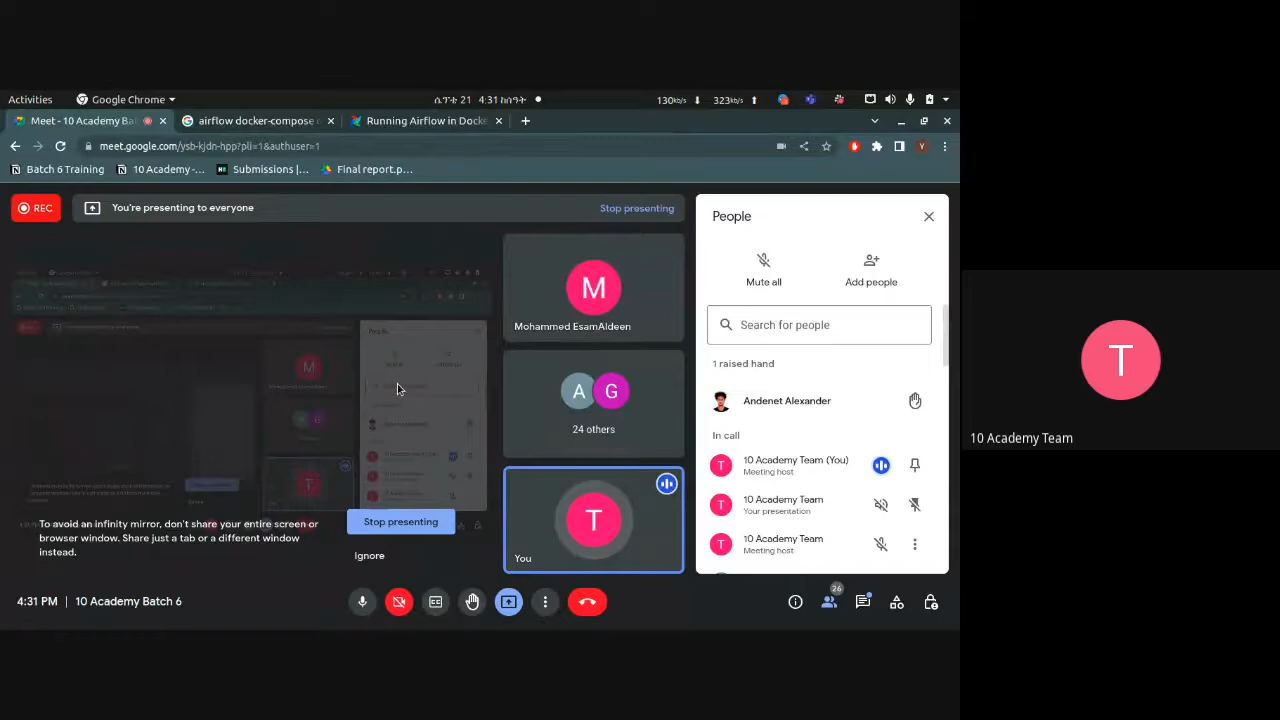 Activities
Google Chrome
ሴፕቴ 21 4:31 ከሰዓት
130kb/s
323kb/s
Meet - 10 Academy Ba
airflow docker-compose
Running Airflow in Docke
meet.google.com/ysb-kjdn-hpp?pli=1&authuser=1
Y
Batch 6 Training
10 Academy -...
Submissions |...
Final report.p...
REC
You're presenting to everyone
Stop presenting
People
Mute all
Add people
Search for people
1 raised hand
Andenet Alexander
In call
T
10 Academy Team (You)
Meeting host
T
10 Academy Team
Your presentation
T
10 Academy Team
Meeting host
M
Mohammed EsamAldeen
A G
24 others
T
You
To avoid an infinity mirror, don't share your entire screen or
browser window. Share just a tab or a different window
instead.
Stop presenting
Ignore
4:31 PM | 10 Academy Batch 6
26
T
10 Academy Team